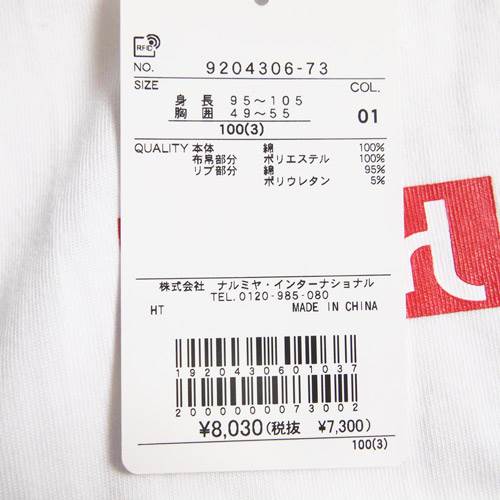 RFID
NO. 9204306-73
SIZE COL.
身長 95～105
胸囲 49～55 01
100(3)
QUALITY 本体 綿 100%
布帛部分 ポリエステル 100%
リブ部分 綿 95%
ポリウレタン 5%
株式会社 ナルミヤ・インターナショナル
TEL.0120-985-080
HT MADE IN CHINA
1920430601037
2000000073002
¥8,030(税抜 ¥7,300)
100(3)